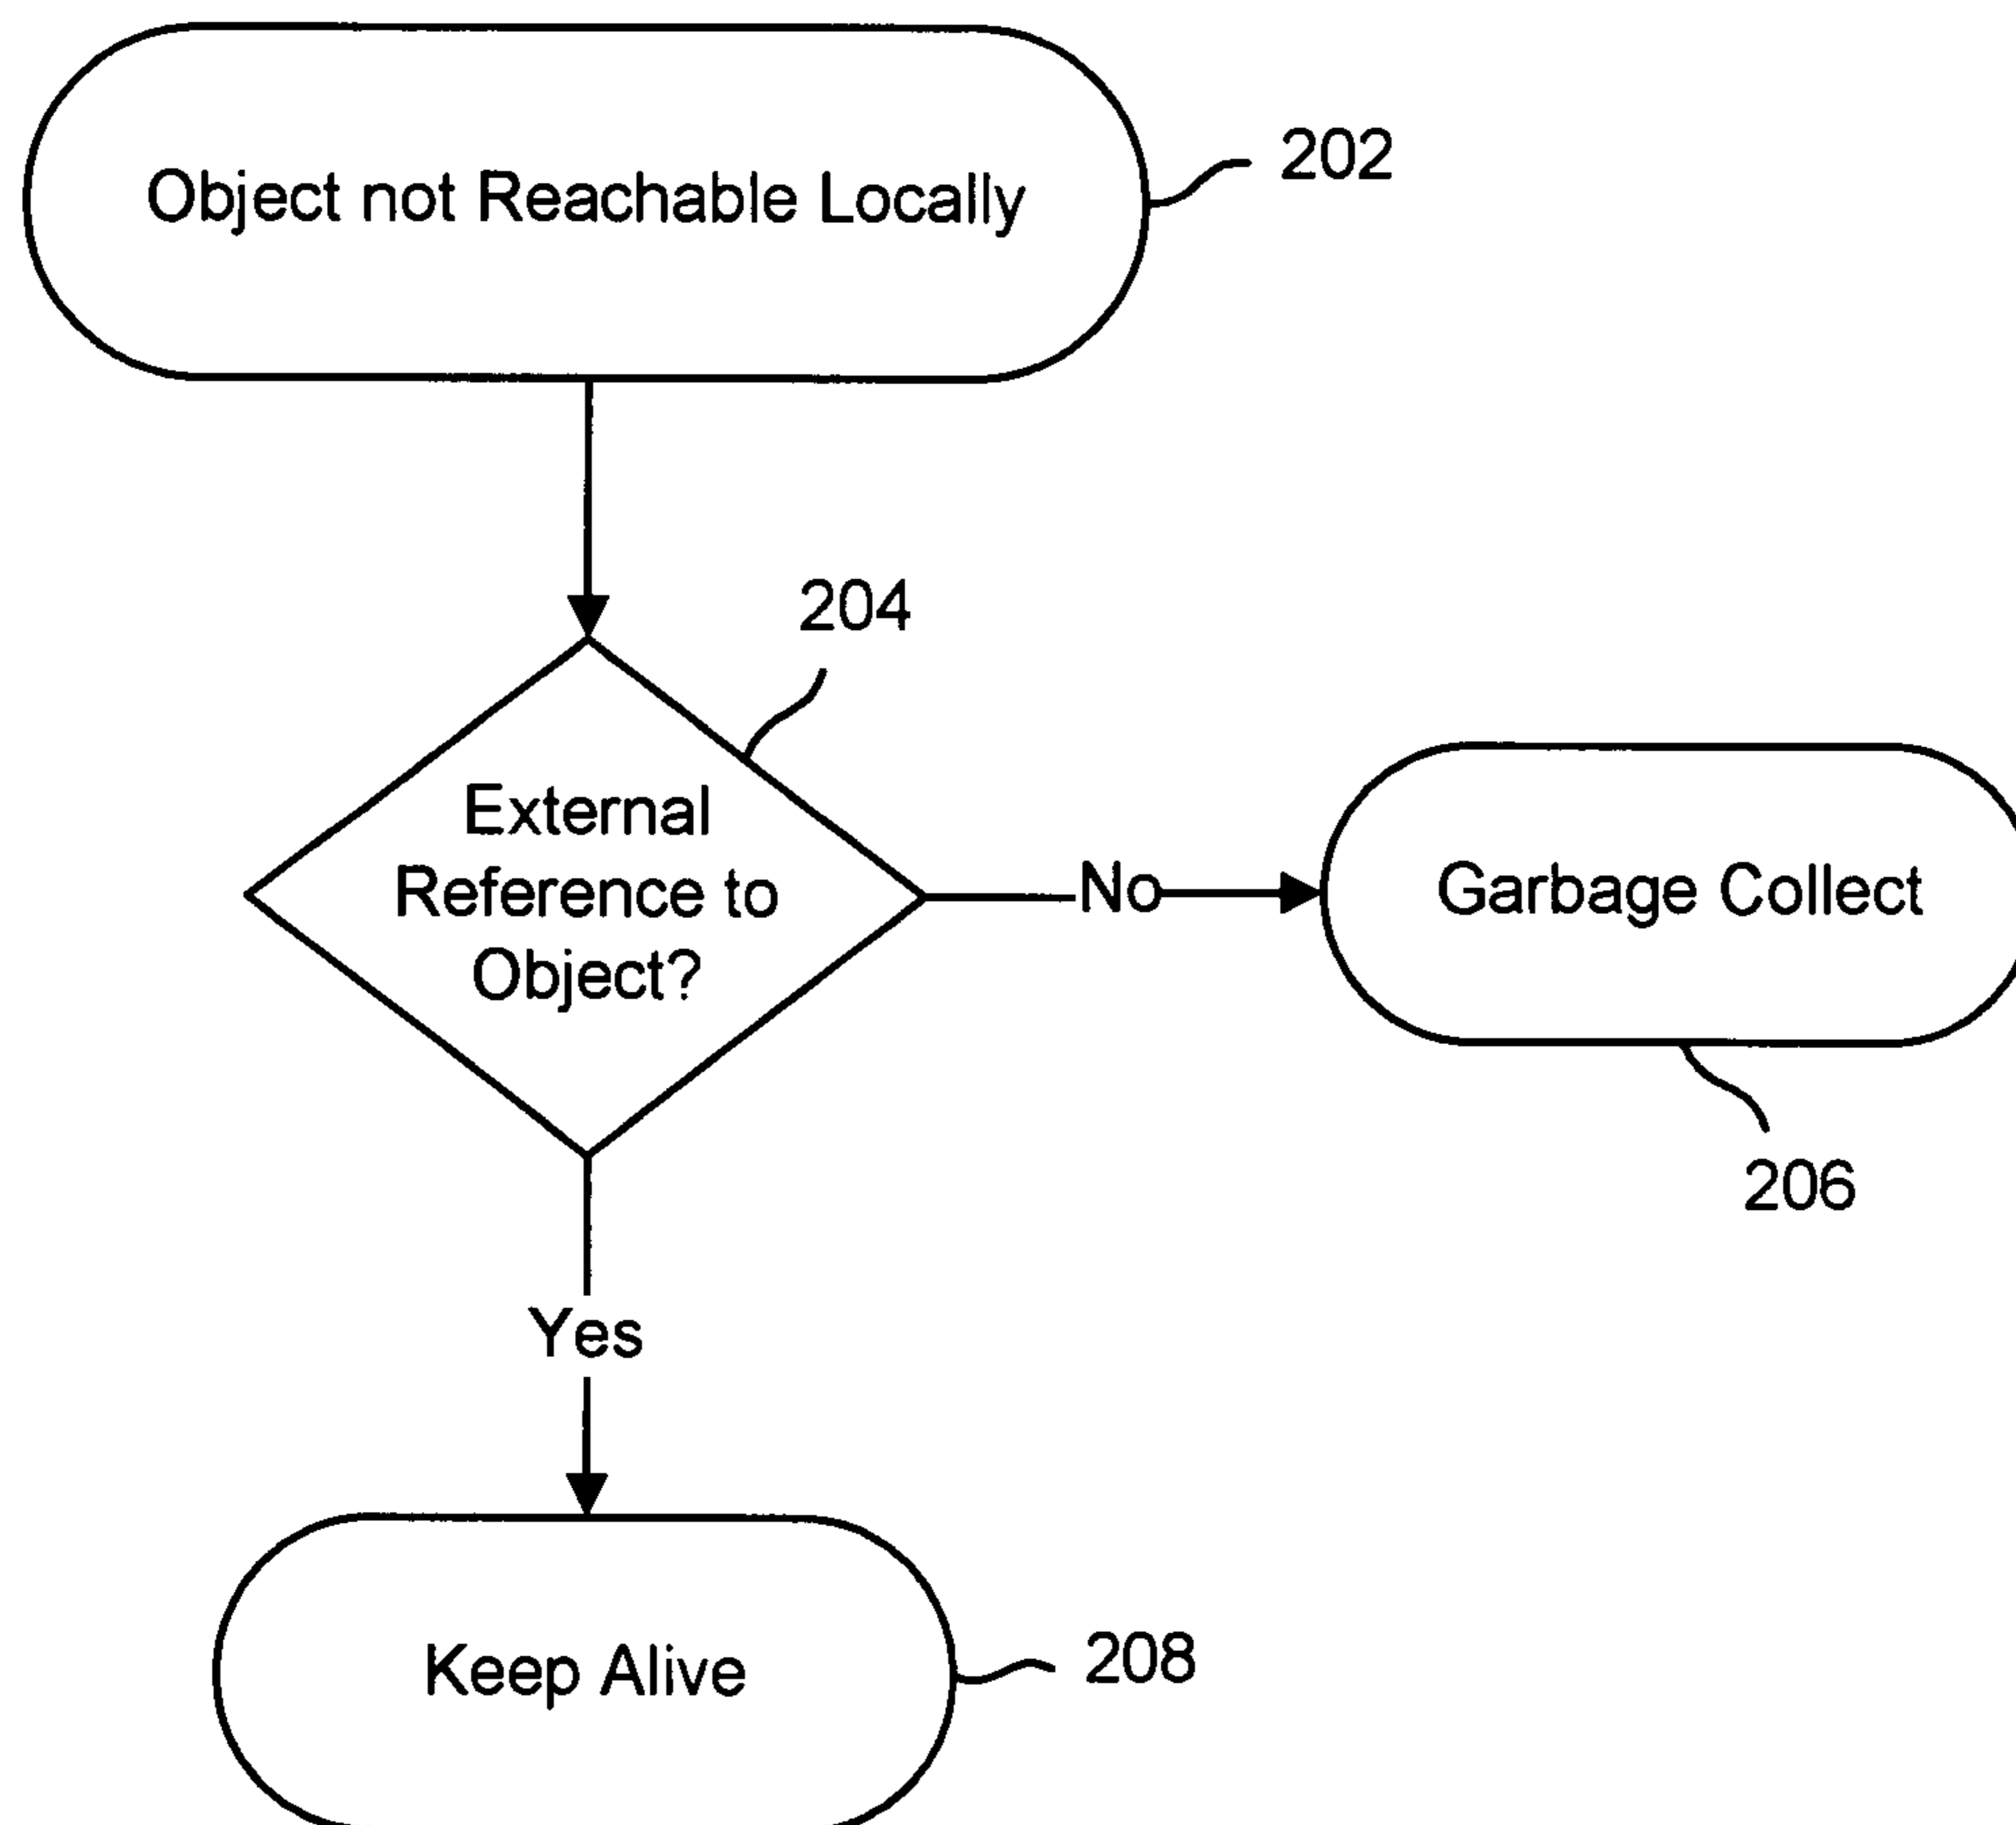 Object not Reachable Locally
202
204
External
Reference to
Object?
No
Garbage Collect
206
Yes
Keep Alive
208